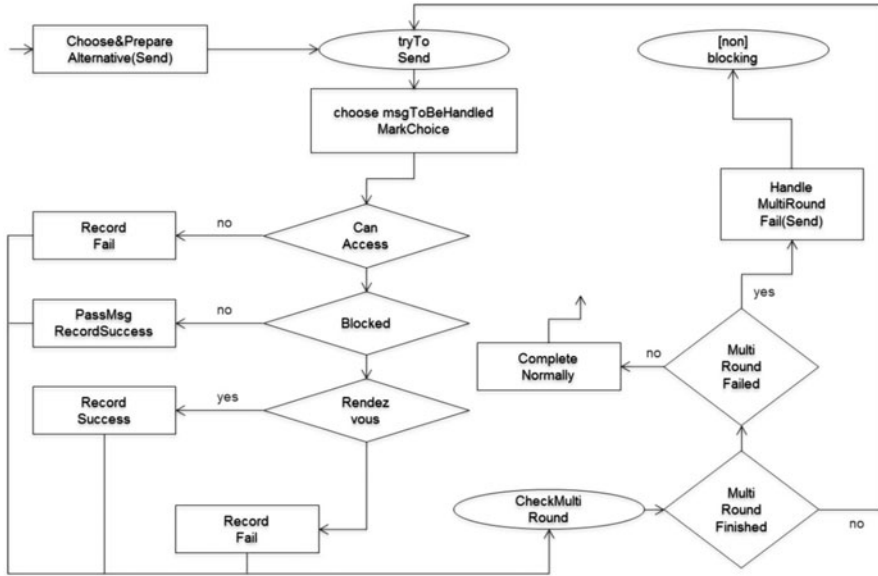 Choose&Prepare
Alternative(Send)
tryTo
Send
[non]
blocking
choose msgToBeHandled
MarkChoice
Handle
MultiRound
Fail(Send)
Can
Access
no
Record
Fail
Blocked
no
PassMsg
RecordSuccess
yes
Multi
Round
Failed
no
Complete
Normally
Rendez
vous
yes
Record
Success
Record
Fail
CheckMulti
Round
Multi
Round
Finished
no